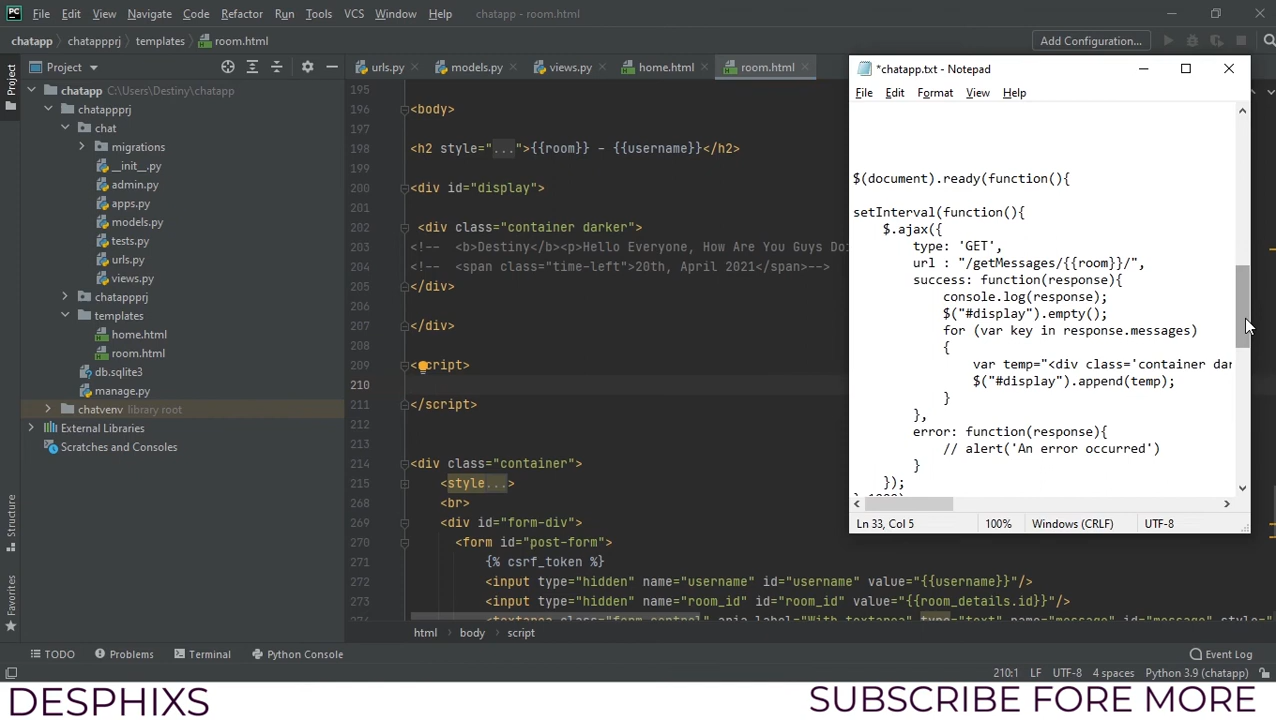 PC File Edit View Navigate Code Refactor Run Tools VCS Window Help chatapp - room.html
chatapp chatappprj templates room.html Add Configuration...
Project
Project
urls.py models.py views.py home.html room.html
chatapp C:\Users\Destiny\chatapp
chatappprj
chat
migrations
__init__.py
admin.py
apps.py
models.py
tests.py
urls.py
views.py
chatappprj
templates
home.html
room.html
db.sqlite3
manage.py
chatvenv library root
External Libraries
Scratches and Consoles
Structure
Favorites
195
196 <body>
197
198 <h2 style="...">{{room}} - {{username}}</h2>
199
200 <div id="display">
201
202 <div class="container darker">
203 <!-- <b>Destiny</b><p>Hello Everyone, How Are You Guys Doi
204 <!-- <span class="time-left">20th, April 2021</span>-->
205 </div>
206
207 </div>
208
209 <script>
210
211 </script>
212
213
214 <div class="container">
215 <style...>
268 <br>
269 <div id="form-div">
270 <form id="post-form">
271 {% csrf_token %}
272 <input type="hidden" name="username" id="username" value="{{username}}"/>
273 <input type="hidden" name="room_id" id="room_id" value="{{room_details.id}}"/>
html body script
*chatapp.txt - Notepad
File Edit Format View Help
$(document).ready(function(){
setInterval(function(){
$.ajax({
type: 'GET',
url : "/getMessages/{{room}}/",
success: function(response){
console.log(response);
$("#display").empty();
for (var key in response.messages)
{
var temp="<div class='container dar
$("#display").append(temp);
}
},
error: function(response){
// alert('An error occurred')
}
});
Ln 33, Col 5 100% Windows (CRLF) UTF-8
TODO Problems Terminal Python Console Event Log
210:1 LF UTF-8 4 spaces Python 3.9 (chatapp)
DESPHIXS SUBSCRIBE FORE MORE